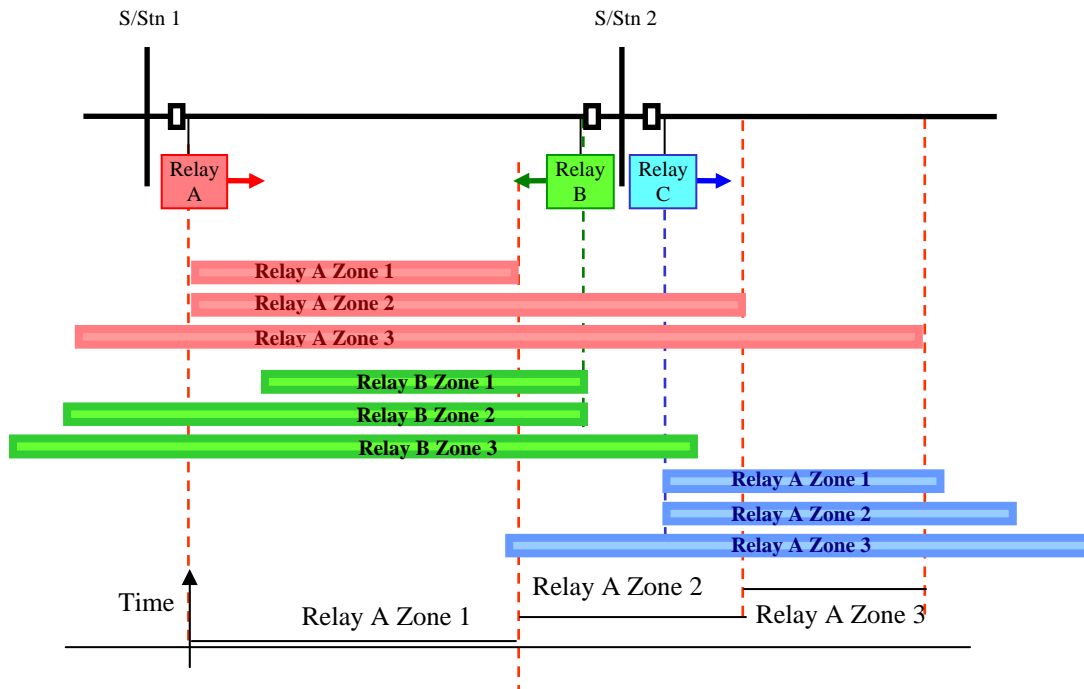 S/Stn 1
S/Stn 2
Relay
A
Relay
B
Relay
C
Relay A Zone 1
Relay A Zone 2
Relay A Zone 3
Relay B Zone 1
Relay B Zone 2
Relay B Zone 3
Relay A Zone 1
Relay A Zone 2
Relay A Zone 3
Time
Relay A Zone 1
Relay A Zone 2
Relay A Zone 3